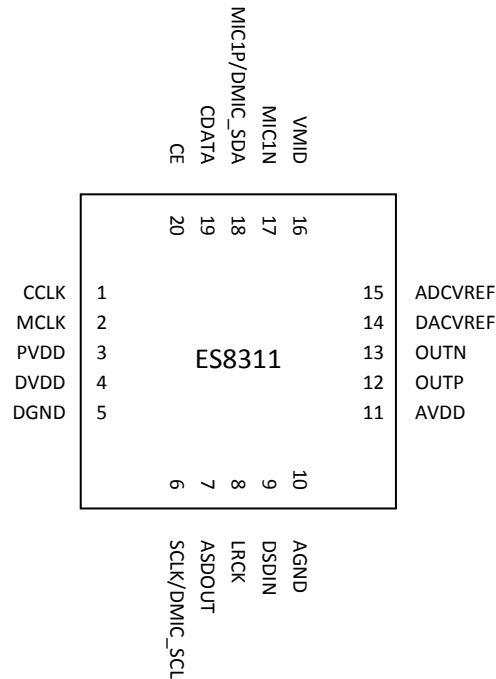 CE
CDATA
MIC1P/DMIC_SDA
MIC1N
VMID
20
19
18
17
16
CCLK 1
MCLK 2
PVDD 3
DVDD 4
DGND 5
ES8311
15 ADCVREF
14 DACVREF
13 OUTN
12 OUTP
11 AVDD
6
7
8
9
10
SCLK/DMIC_SCL
ASDOUT
LRCK
DSDIN
AGND